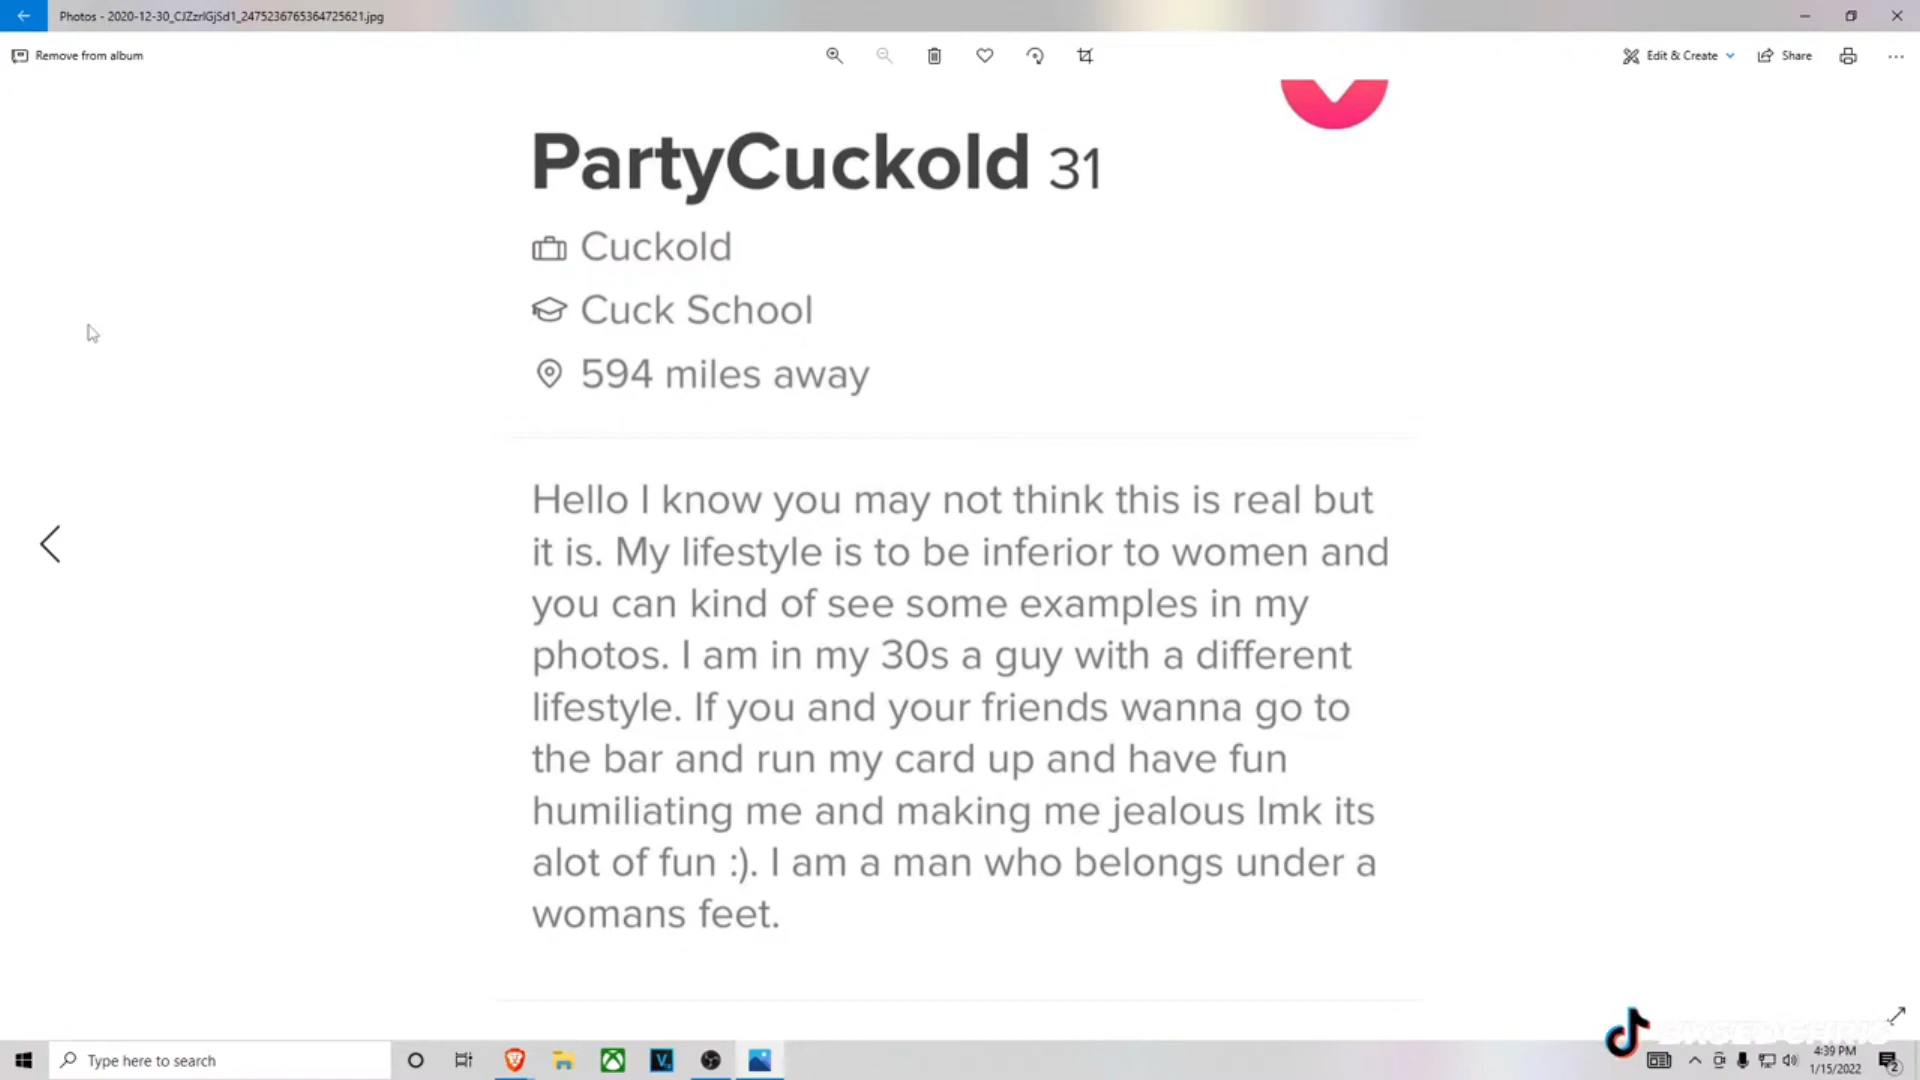 Photos - 2020-12-30_CJZzrlGjSd1_2475236765364725621.jpg
Remove from album
Edit & Create
Share
PartyCuckold 31
Cuckold
Cuck School
594 miles away
Hello I know you may not think this is real but
it is. My lifestyle is to be inferior to women and
you can kind of see some examples in my
photos. I am in my 30s a guy with a different
lifestyle. If you and your friends wanna go to
the bar and run my card up and have fun
humiliating me and making me jealous lmk its
alot of fun :). I am a man who belongs under a
womans feet.
Type here to search
4:39 PM
1/15/2022
2